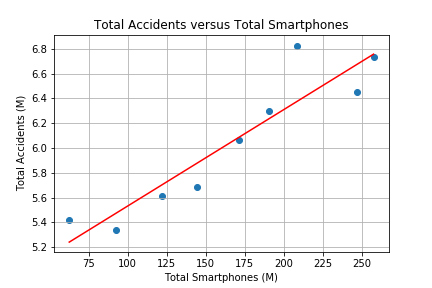 Total Accidents versus Total Smartphones
Total Accidents (M)
6.8
6.6
6.4
6.2
6.0
5.8
5.6
5.4
5.2
75 100 125 150 175 200 225 250
Total Smartphones (M)